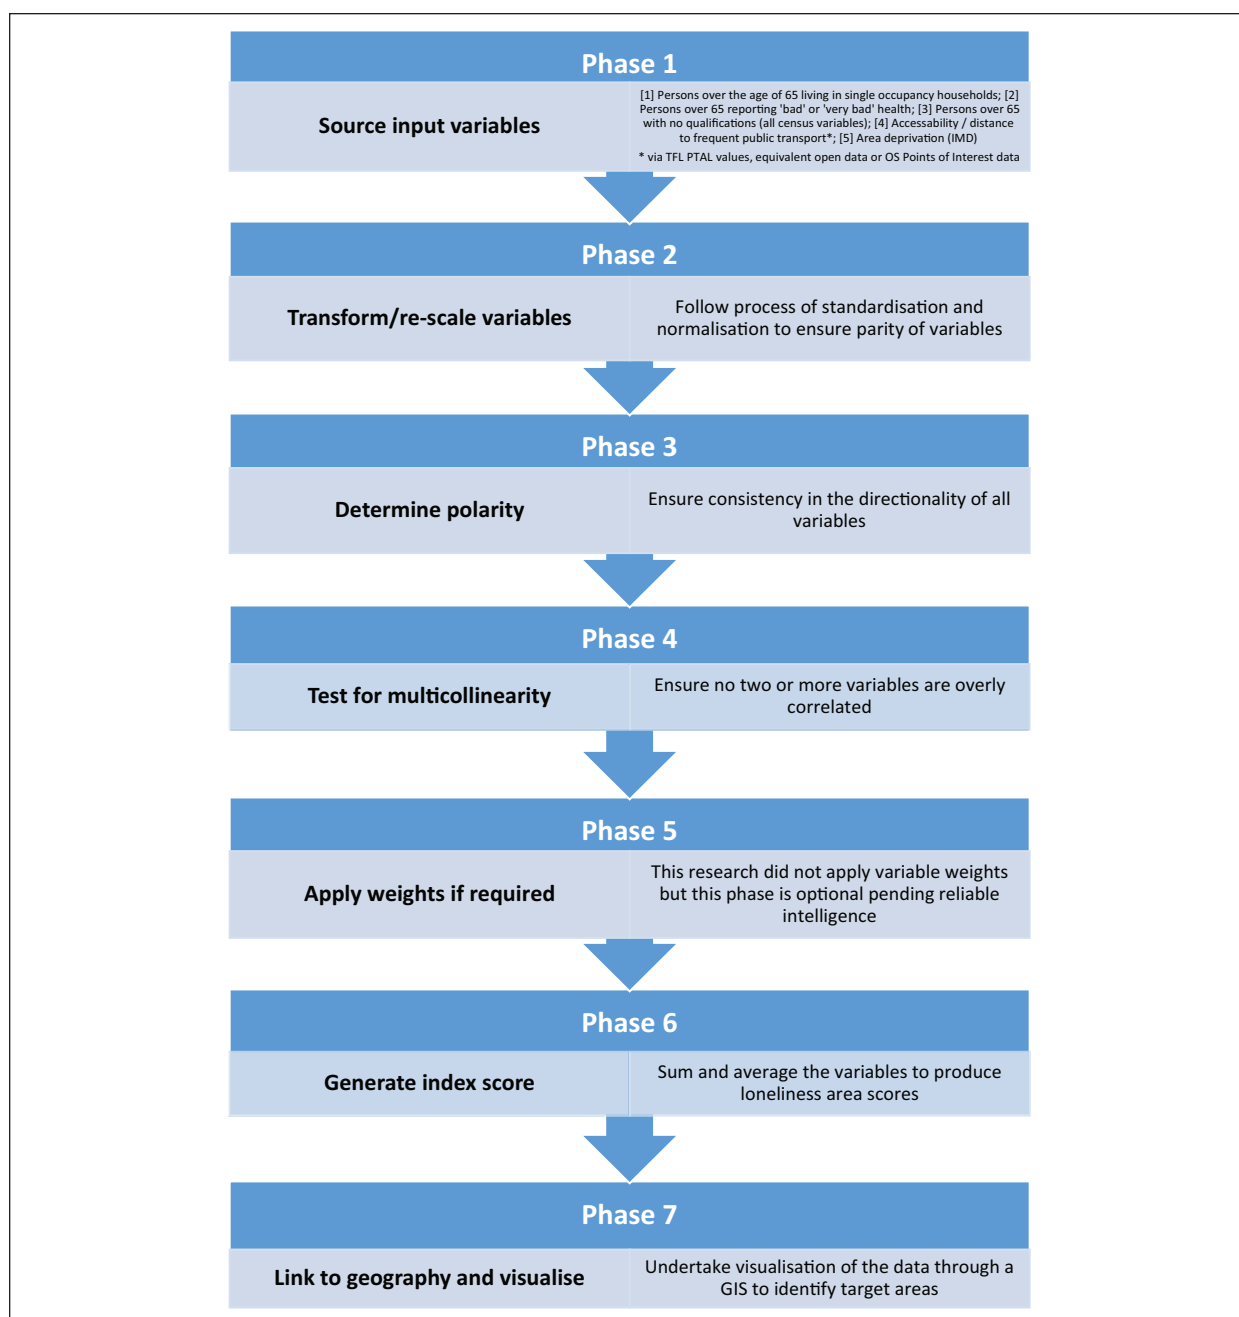 Phase 1
Source input variables
[1] Persons over the age of 65 living in single occupancy households; [2]
Persons over 65 reporting 'bad' or 'very bad' health; [3] Persons over 65
with no qualifications (all census variables); [4] Accessability / distance
to frequent public transport*; [5] Area deprivation (IMD)
* via TFL PTAL values, equivalent open data or OS Points of Interest data
Phase 2
Transform/re-scale variables
Follow process of standardisation and
normalisation to ensure parity of variables
Phase 3
Determine polarity
Ensure consistency in the directionality of all
variables
Phase 4
Test for multicollinearity
Ensure no two or more variables are overly
correlated
Phase 5
Apply weights if required
This research did not apply variable weights
but this phase is optional pending reliable
intelligence
Phase 6
Generate index score
Sum and average the variables to produce
loneliness area scores
Phase 7
Link to geography and visualise
Undertake visualisation of the data through a
GIS to identify target areas